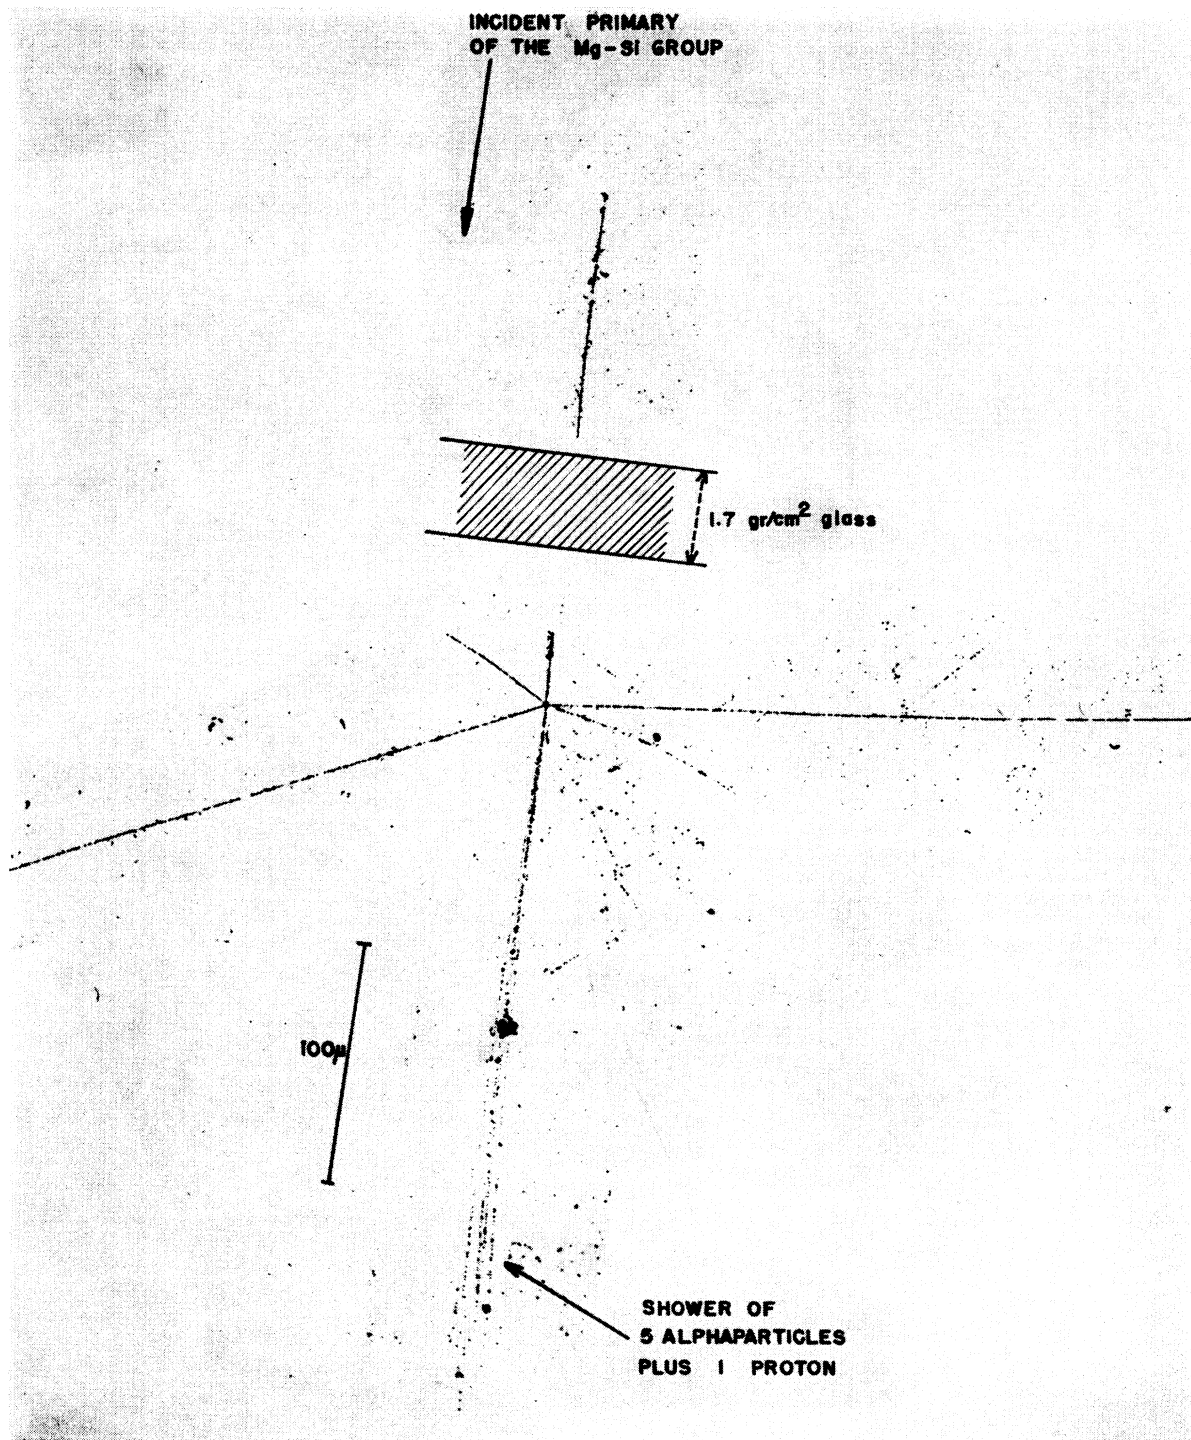 INCIDENT PRIMARY
OF THE Mg-Si GROUP
1.7 gr/cm² glass
100μ
SHOWER OF
5 ALPHAPARTICLES
PLUS 1 PROTON